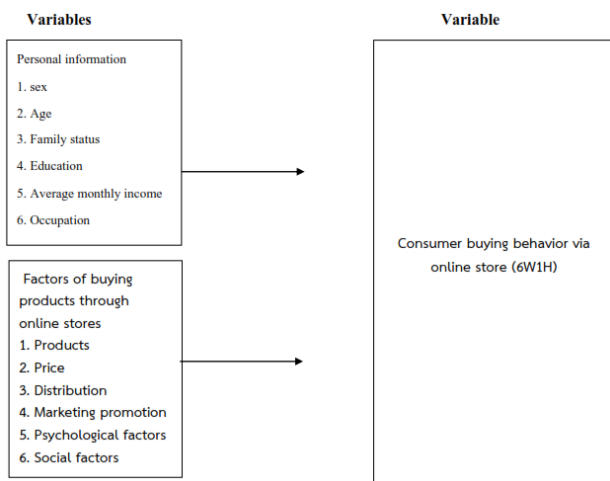 Variables
Personal information
1. sex
2. Age
3. Family status
4. Education
5. Average monthly income
6. Occupation
Factors of buying
products through
online stores
1. Products
2. Price
3. Distribution
4. Marketing promotion
5. Psychological factors
6. Social factors
Variable
Consumer buying behavior via
online store (6W1H)